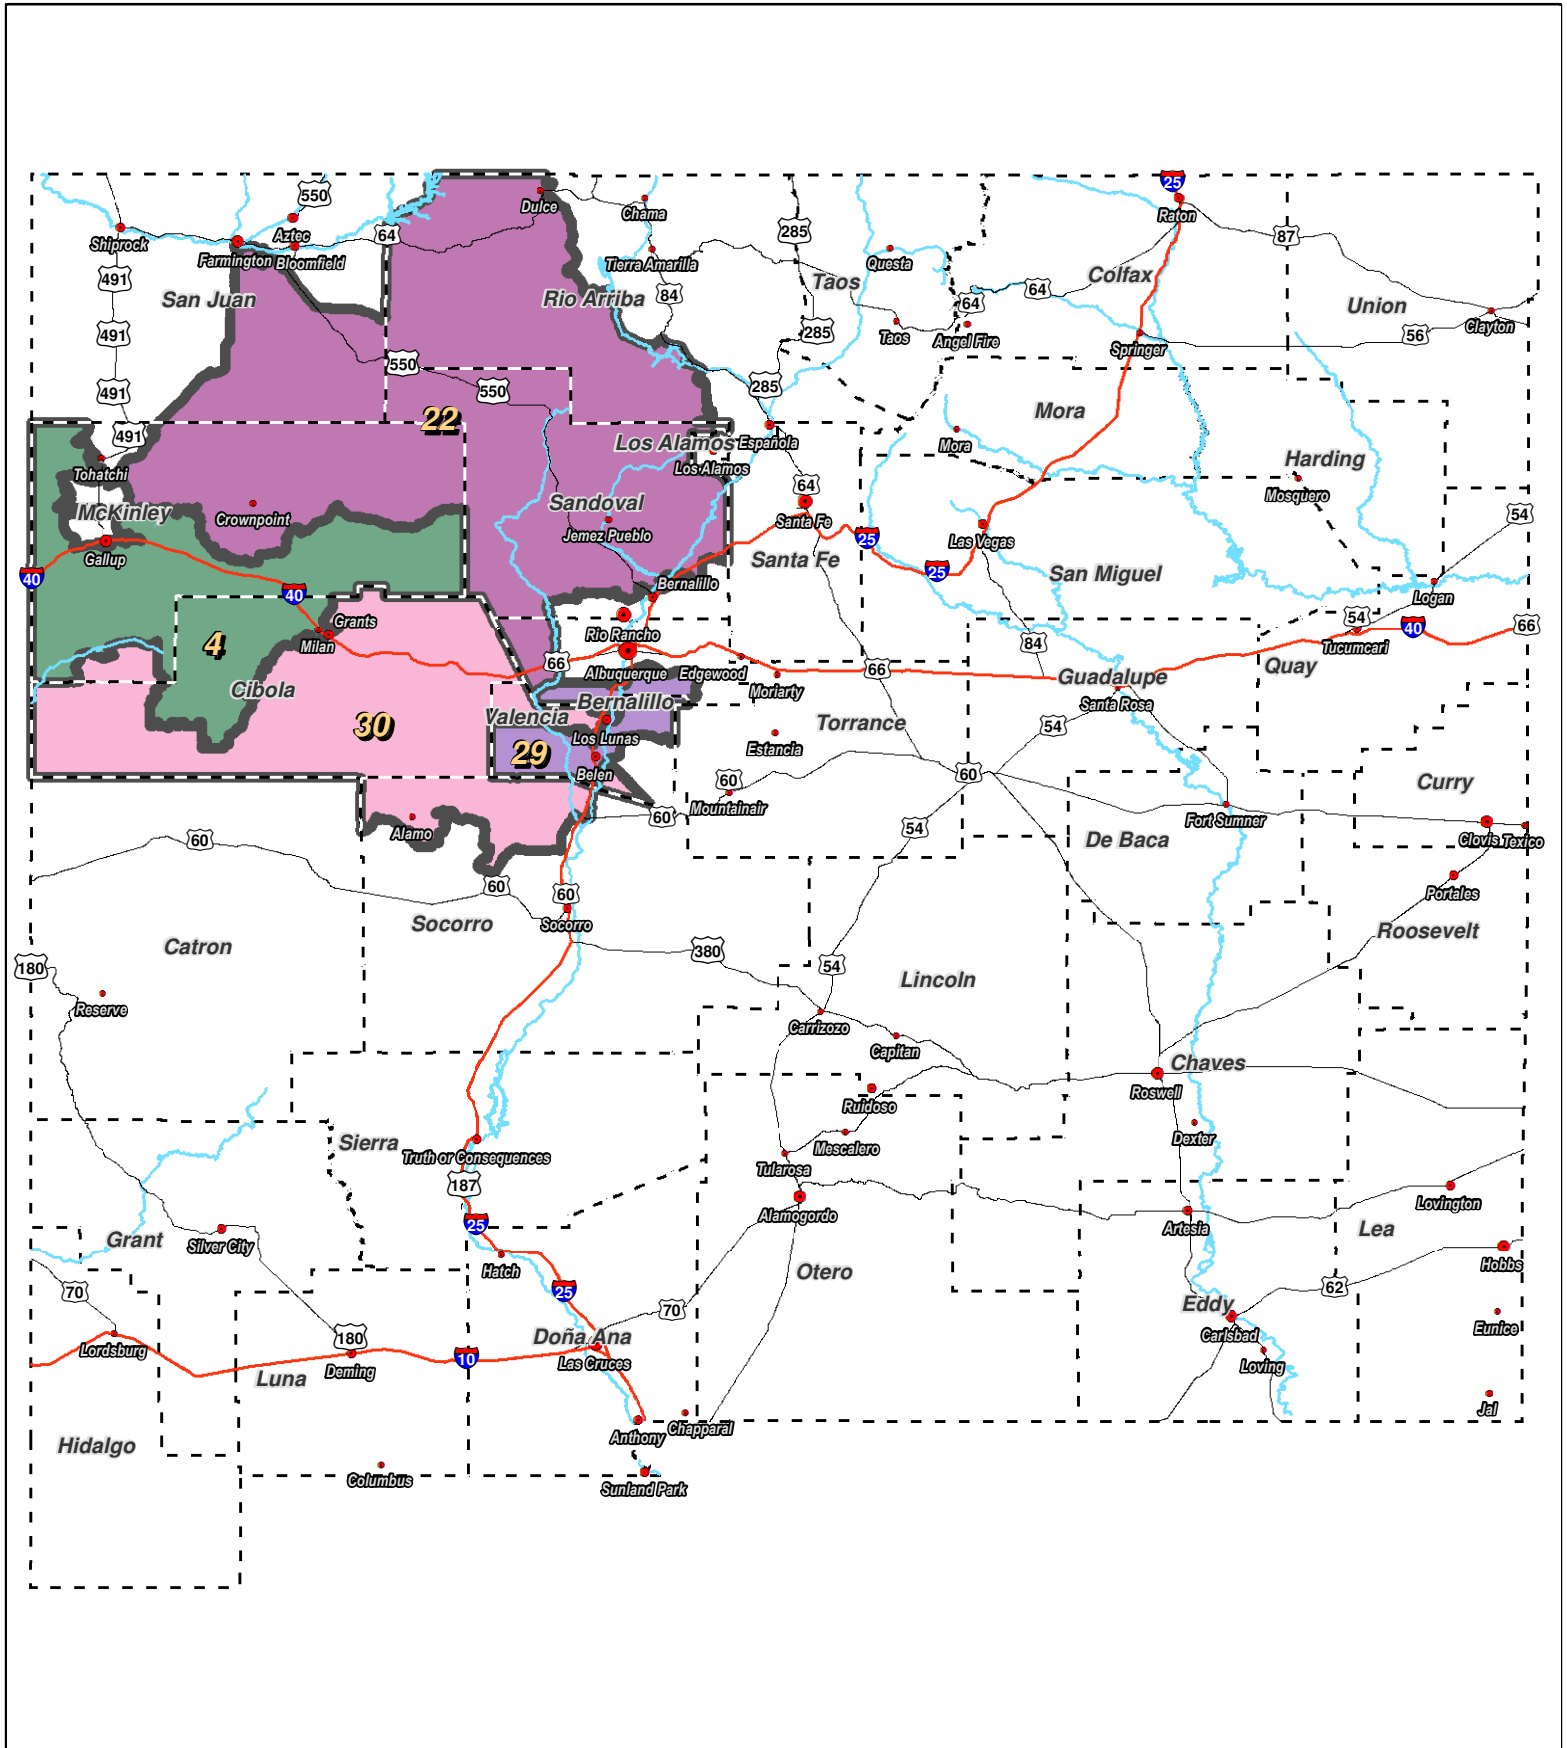 25
550
Dulce
Chama
Raton
Shiprock
Aztec
64
285
87
Farmington
Bloomfield
Tierra Amarilla
Questa
491
San Juan
Rio Arriba
84
Taos
64
64
Colfax
Union
Clayton
491
285
Taos
Angel Fire
56
Springer
550
491
550
285
22
491
Los Alamos
Española
Mora
Mora
Tohatchi
Los Alamos
Harding
Mosquero
64
McKinley
Crownpoint
Sandoval
Jemez Pueblo
Santa Fe
54
25
Las Vegas
Gallup
Santa Fe
25
San Miguel
40
40
Bernalillo
Logan
Grants
Milan
Rio Rancho
54
40
66
Tucumcari
4
66
84
Albuquerque
Edgewood
66
Quay
Guadalupe
Cibola
Moriarty
Santa Rosa
Bernalillo
Valencia
30
Torrance
54
Los Lunas
29
Estancia
Belen
60
60
Curry
Mountainair
60
Alamo
54
Fort Sumner
De Baca
Clovis
Texico
60
60
60
Portales
Socorro
Socorro
Roosevelt
Catron
380
180
54
Lincoln
Reserve
Carrizozo
Capitan
Chaves
Roswell
Ruidoso
Sierra
Mescalero
Dexter
Truth or Consequences
Tularosa
187
Lovington
Alamogordo
25
Artesia
Lea
Grant
Silver City
Hatch
Otero
Hobbs
70
25
62
70
Eddy
180
Doña Ana
Carlsbad
Eunice
Lordsburg
10
Las Cruces
Loving
Luna
Deming
Jal
Anthony
Chapparal
Hidalgo
Columbus
Sunland Park